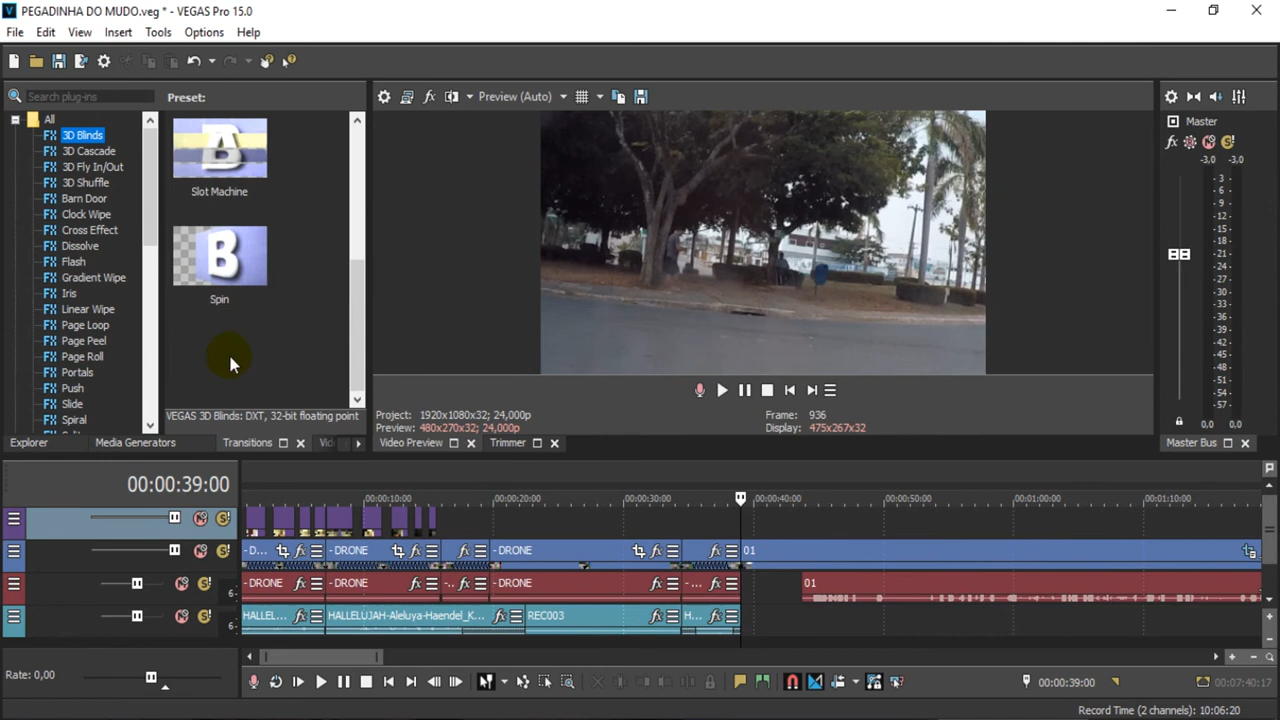 PEGADINHA DO MUDO.veg * - VEGAS Pro 15.0
File Edit View Insert Tools Options Help
Search plug-ins
Preset:
Preview (Auto)
All
3D Blinds
3D Cascade
3D Fly In/Out
3D Shuffle
Barn Door
Clock Wipe
Cross Effect
Dissolve
Flash
Gradient Wipe
Iris
Linear Wipe
Page Loop
Page Peel
Page Roll
Portals
Push
Slide
Spiral
Slot Machine
B
Spin
VEGAS 3D Blinds: DXT, 32-bit floating point
Master
-3,0 -3,0
-3-
-6-
-9-
-12-
-15-
-18-
-21-
-24-
-27-
-30-
-33-
-36-
-39-
-42-
-45-
-48-
-51-
-54-
-57-
0,0 0,0
Project: 1920x1080x32; 24,000p
Preview: 480x270x32; 24,000p
Frame: 936
Display: 475x267x32
Explorer Media Generators Transitions Vid
Video Preview Trimmer
Master Bus
00:00:39:00
00:00:10:00 00:00:20:00 00:00:30:00 00:00:40:00 00:00:50:00 00:01:00:00 00:01:10:00
- D... - DRONE - DRONE 01
- DRONE - DRONE -... - DRONE -... 01
6-
HALLEL... HALLELUJAH-Aleluya-Haendel_K... REC003 H...
6-
Rate: 0,00
00:00:39:00
00:07:40:17
Record Time (2 channels): 10:06:20